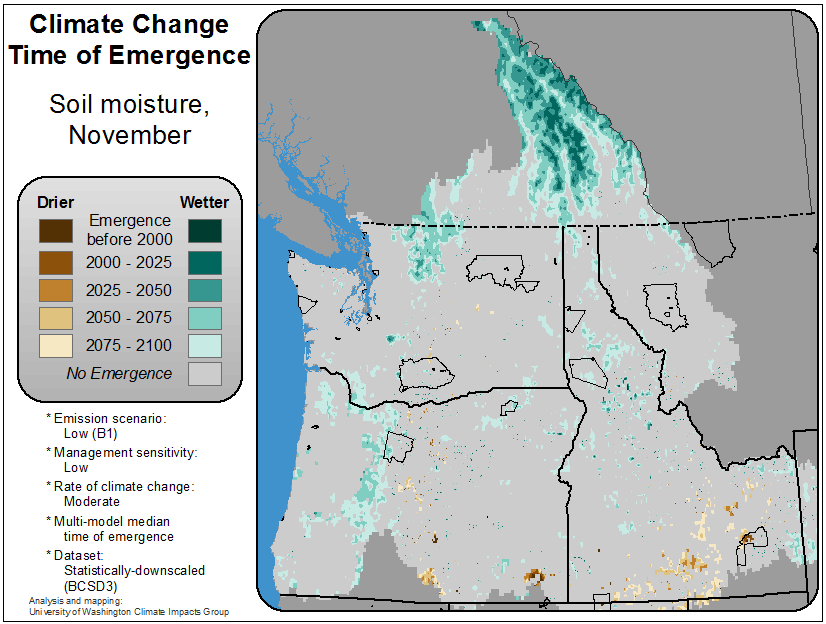 Climate Change
Time of Emergence
Soil moisture,
November
Drier Wetter
Emergence
before 2000
2000 - 2025
2025 - 2050
2050 - 2075
2075 - 2100
No Emergence
* Emission scenario:
Low (B1)
* Management sensitivity:
Low
* Rate of climate change:
Moderate
* Multi-model median
time of emergence
* Dataset:
Statistically-downscaled
(BCSD3)
Analysis and mapping:
University of Washington Climate Impacts Group